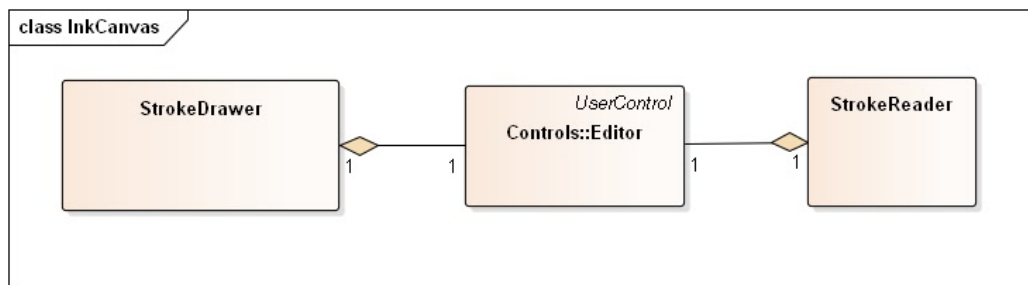 class InkCanvas
StrokeDrawer
UserControl
Controls::Editor
StrokeReader
1
1
1
1